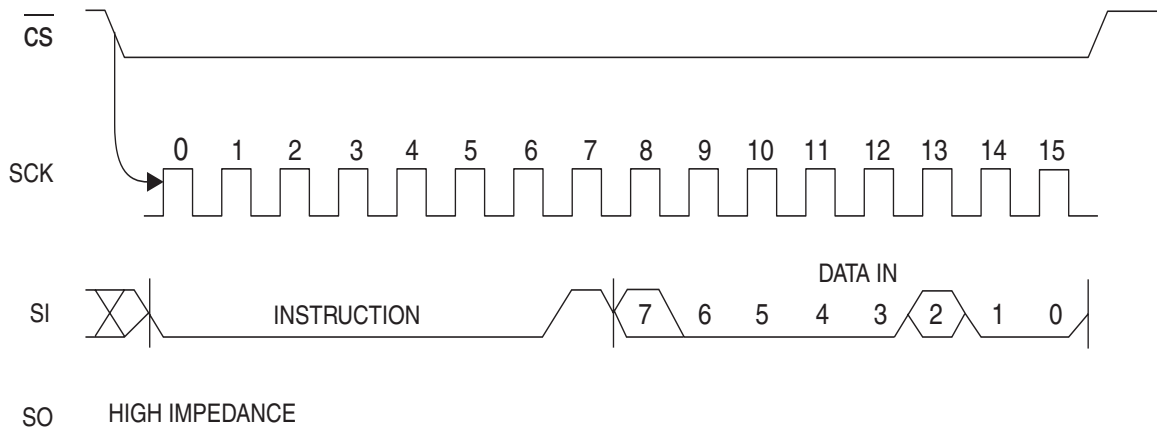 CS
SCK
0 1 2 3 4 5 6 7 8 9 10 11 12 13 14 15
DATA IN
SI
INSTRUCTION
7 6 5 4 3 2 1 0
SO
HIGH IMPEDANCE